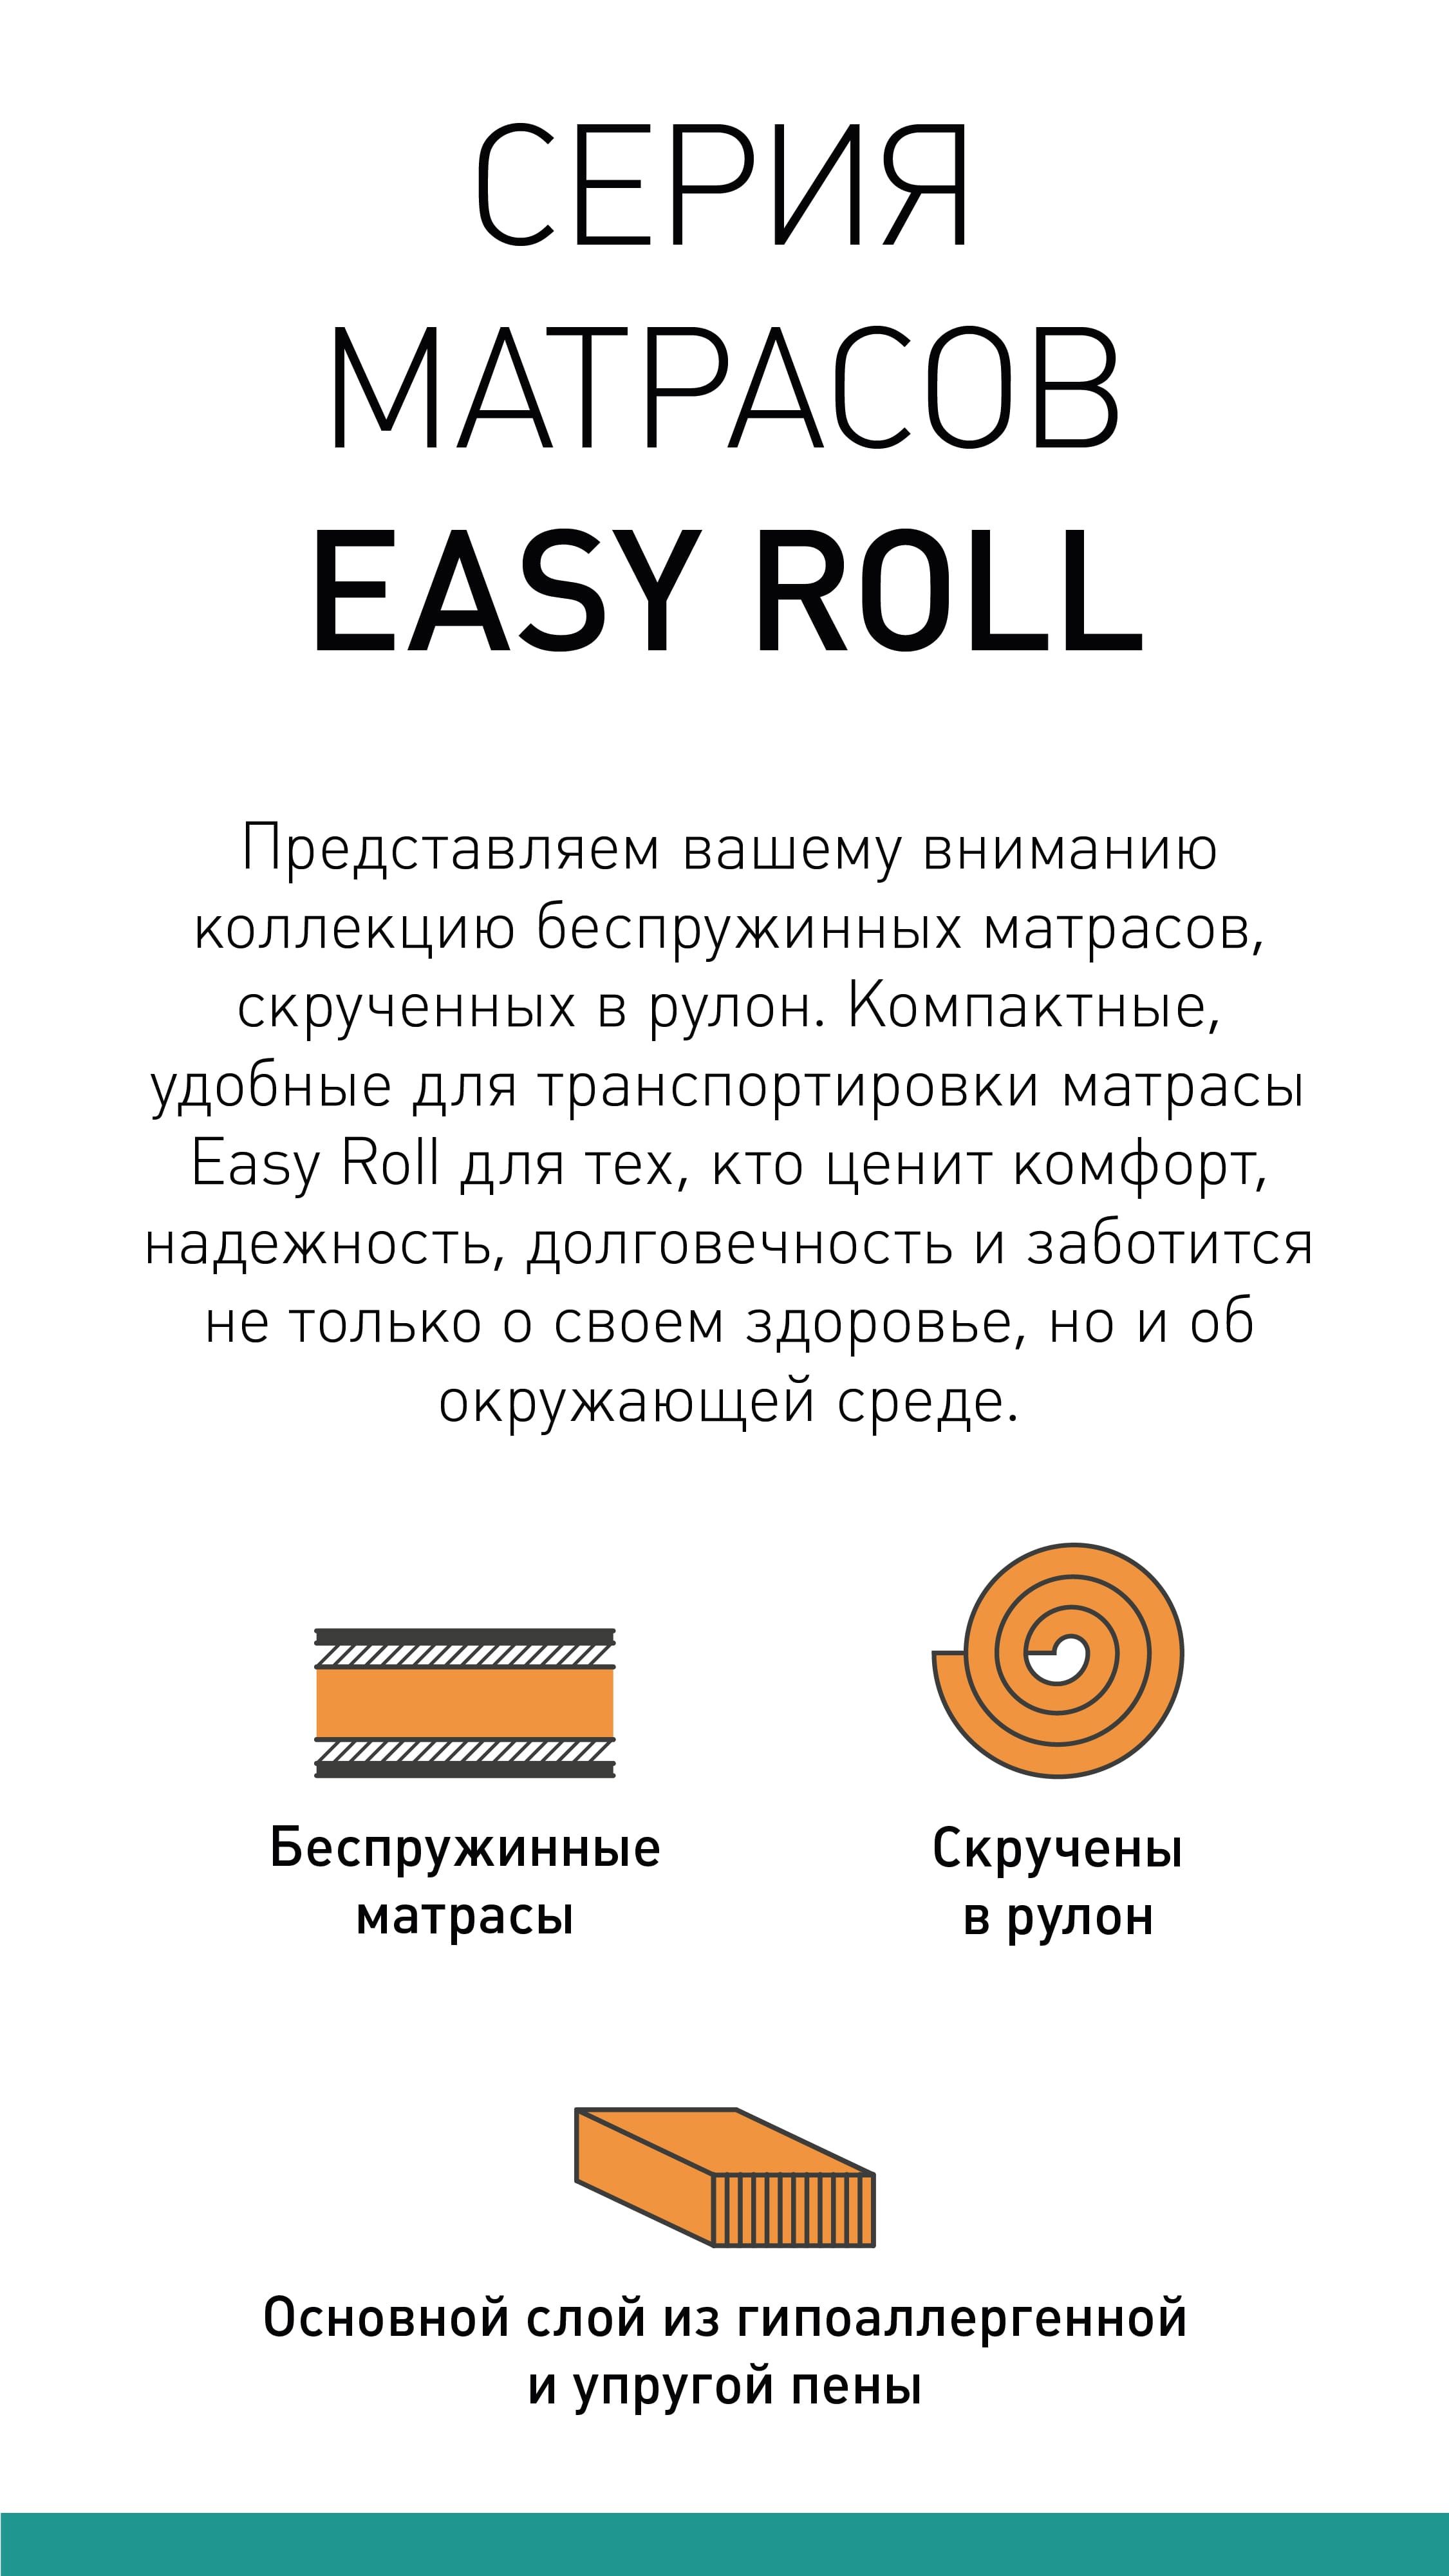 СЕРИЯ
МАТРАСОВ
EASY ROLL
Представляем вашему вниманию
коллекцию беспружинных матрасов,
скрученных в рулон. Компактные,
удобные для транспортировки матрасы
Easy Roll для тех, кто ценит комфорт,
надежность, долговечность и заботится
не только о своем здоровье, но и об
окружающей среде.
Беспружинные
матрасы
Скручены
в рулон
Основной слой из гипоаллергенной
и упругой пены